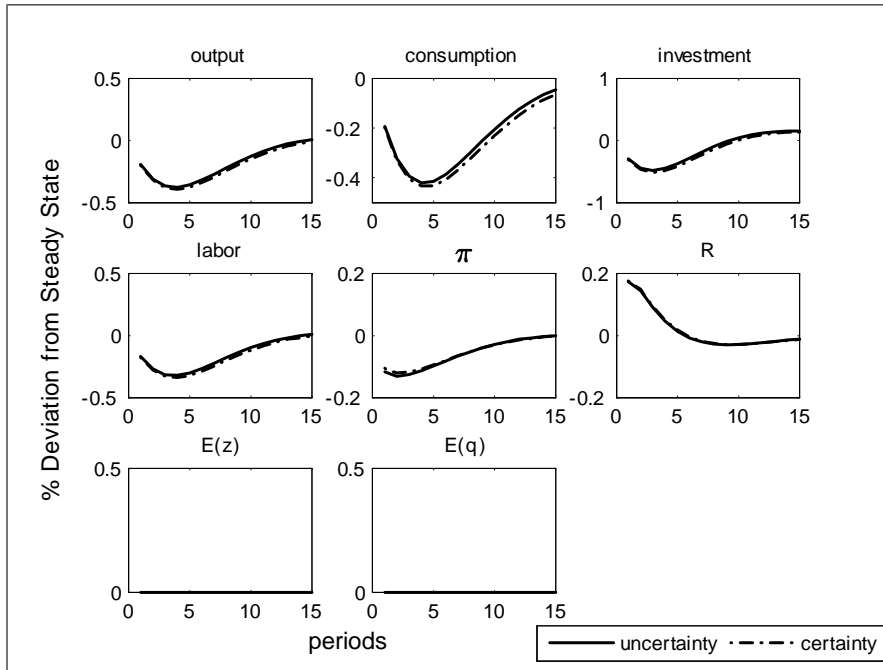 output
consumption
investment
0.5
0
-0.5
0 5 10 15
0
-0.2
-0.4
0 5 10 15
1
0
-1
0 5 10 15
labor
π
R
0.5
0
-0.5
0 5 10 15
0.2
0
-0.2
0 5 10 15
0.2
0
-0.2
0 5 10 15
E(z)
E(q)
0.5
0
0 5 10 15
0.5
0
0 5 10 15
% Deviation from Steady State
periods
uncertainty
certainty